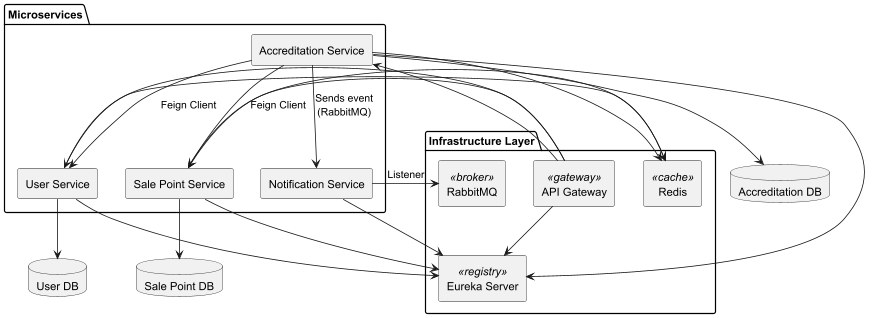 Microservices
Accreditation Service
Feign Client
Feign Client
Sends event
(RabbitMQ)
Infrastructure Layer
User Service
Sale Point Service
Notification Service
Listener
«broker»
RabbitMQ
«gateway»
API Gateway
«cache»
Redis
Accreditation DB
User DB
Sale Point DB
«registry»
Eureka Server